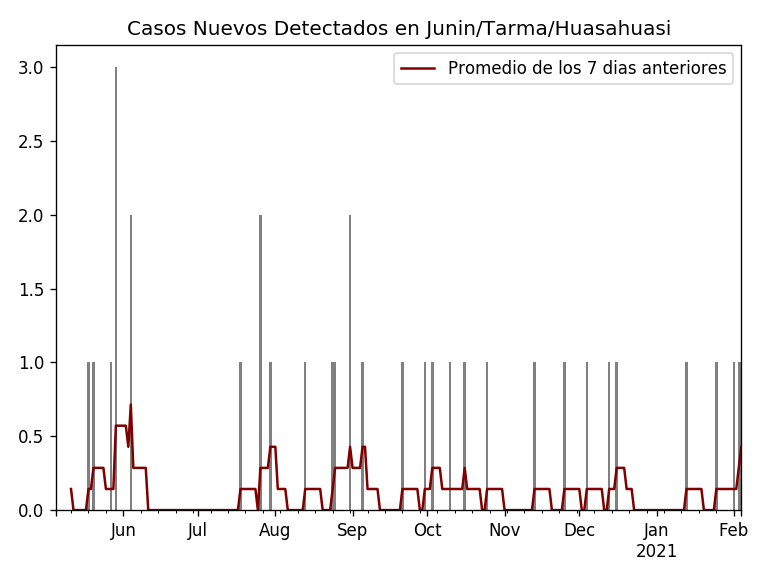 Casos Nuevos Detectados en Junin/Tarma/Huasahuasi
Promedio de los 7 dias anteriores
3.0
2.5
2.0
1.5
1.0
0.5
0.0
Jun Jul Aug Sep Oct Nov Dec Jan Feb
2021